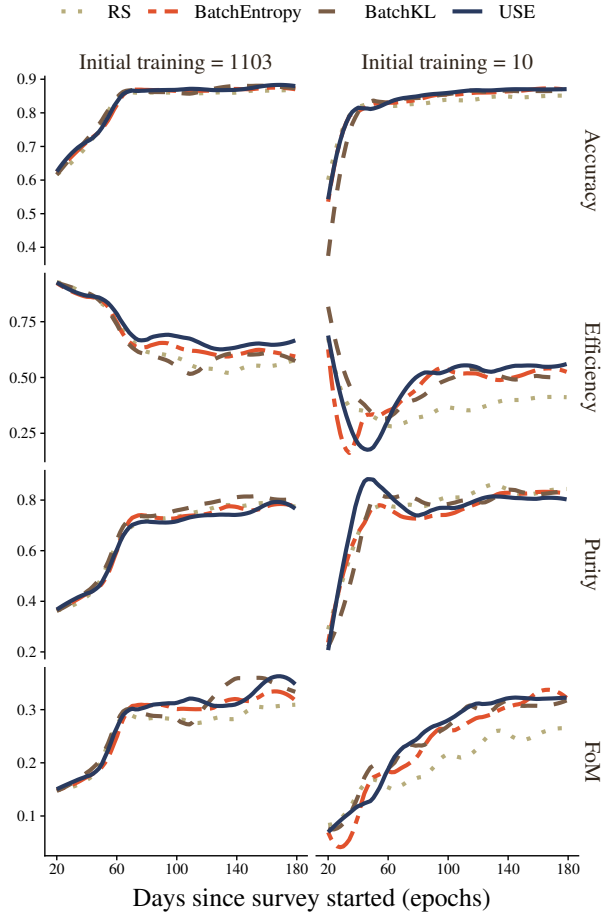 RS BatchEntropy BatchKL USE
Initial training = 1103 Initial training = 10
0.9
0.8
0.7
0.6
0.5
0.4
Accuracy
0.75
0.50
0.25
Efficiency
0.8
0.6
0.4
0.2
Purity
0.3
0.2
0.1
FoM
20 60 100 140 180 20 60 100 140 180
Days since survey started (epochs)